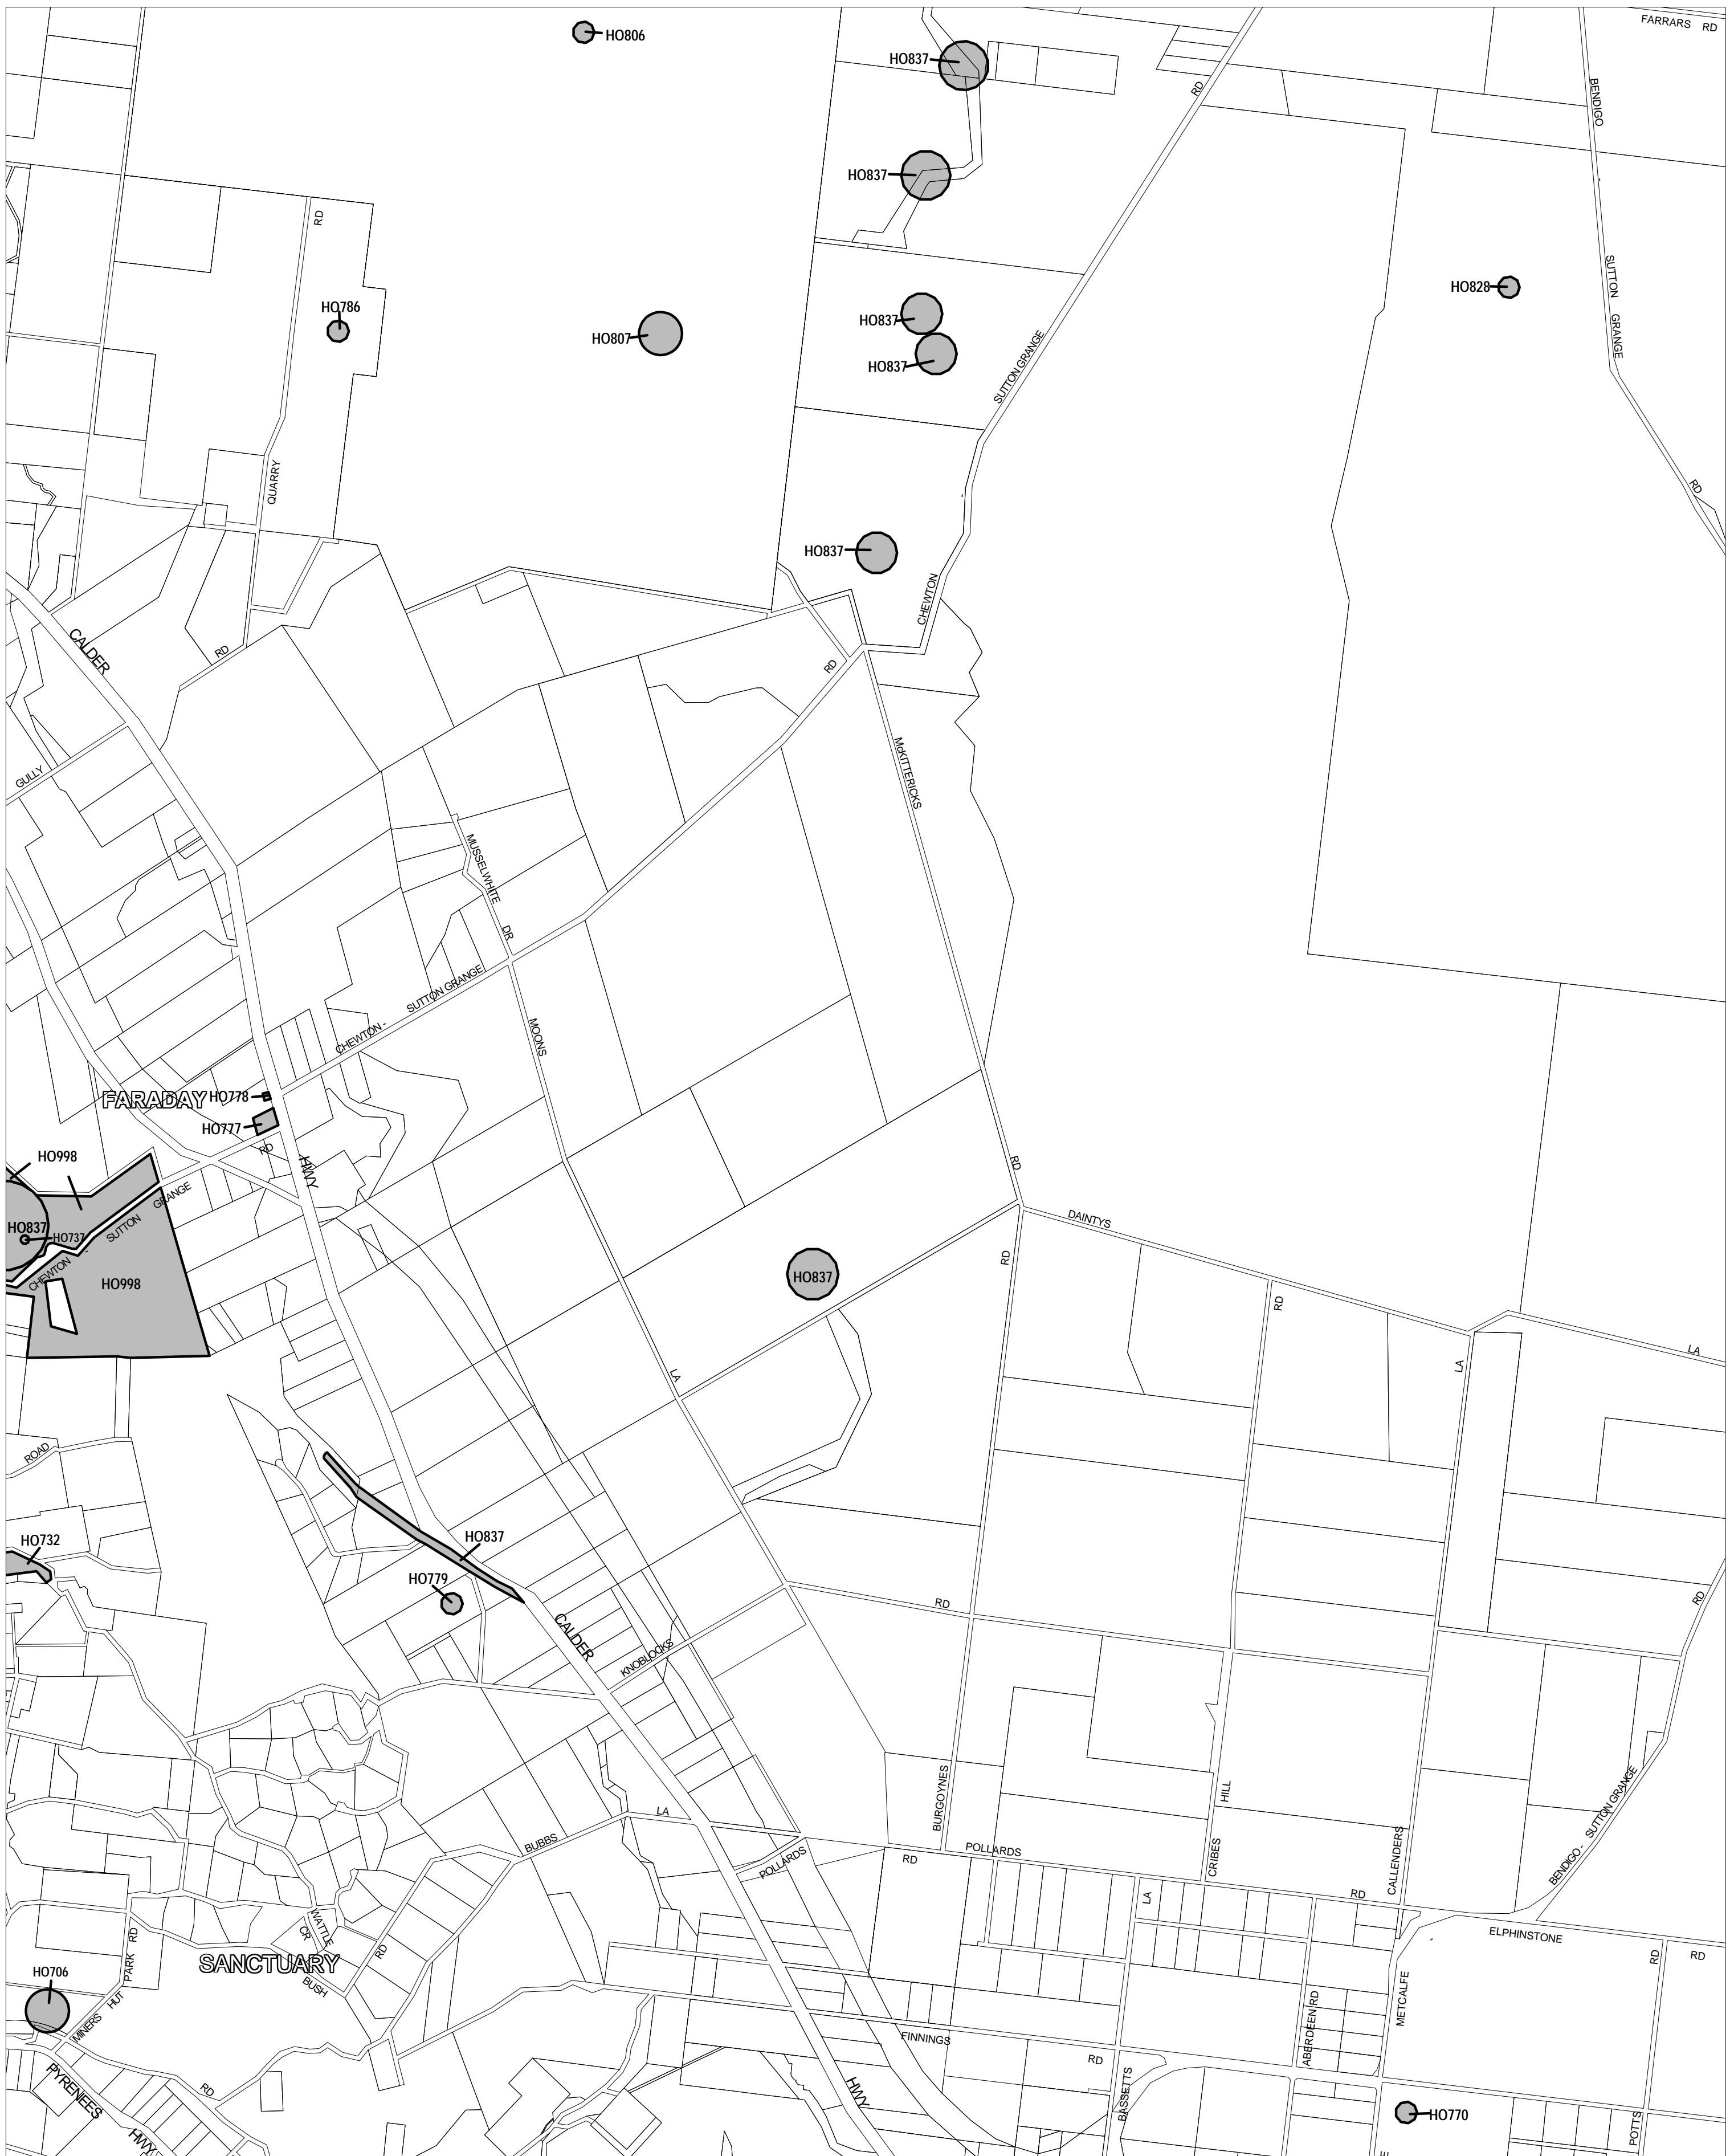 FARRARS RD
HO806
HO837
RD
BENDIGO
HO837
RD
SUTTON GRANGE
HO828
HO786
HO837
HO807
HO837
SUTTON GRANGE
QUARRY
RD
HO837
CHEWTON
CALDER
RD
RD
McKITTERICKS
GULLY
MUSSELWHITE
DR
SUTTON GRANGE
CHEWTON -
MOONS
FARADAY
HO778
HO777
RD
HO998
HWY
RD
GRANGE
SUTTON
-
CHEWTON
HO837
HO737
HO998
DAINTYS
RD
HO837
RD
LA
LA
LA
ROAD
HO837
HO732
HO779
RD
RD
CALDER
KNOBLOCKS
BURGOYNES
HILL
SUTTON GRANGE
BENDIGO -
LA
BUBBS
POLLARDS
POLLARDS
RD
CRIBES
CALLENDERS
LA
RD
WATTLE
CR
RD
SANCTUARY
BUSH
PARK RD
ELPHINSTONE
RD
RD
HO706
MINERS HUT
METCALFE
ABERDEEN RD
FINNINGS
RD
PYRENEES
HWY
RD
HWY
BASSETTS
HO770
POTTS
E